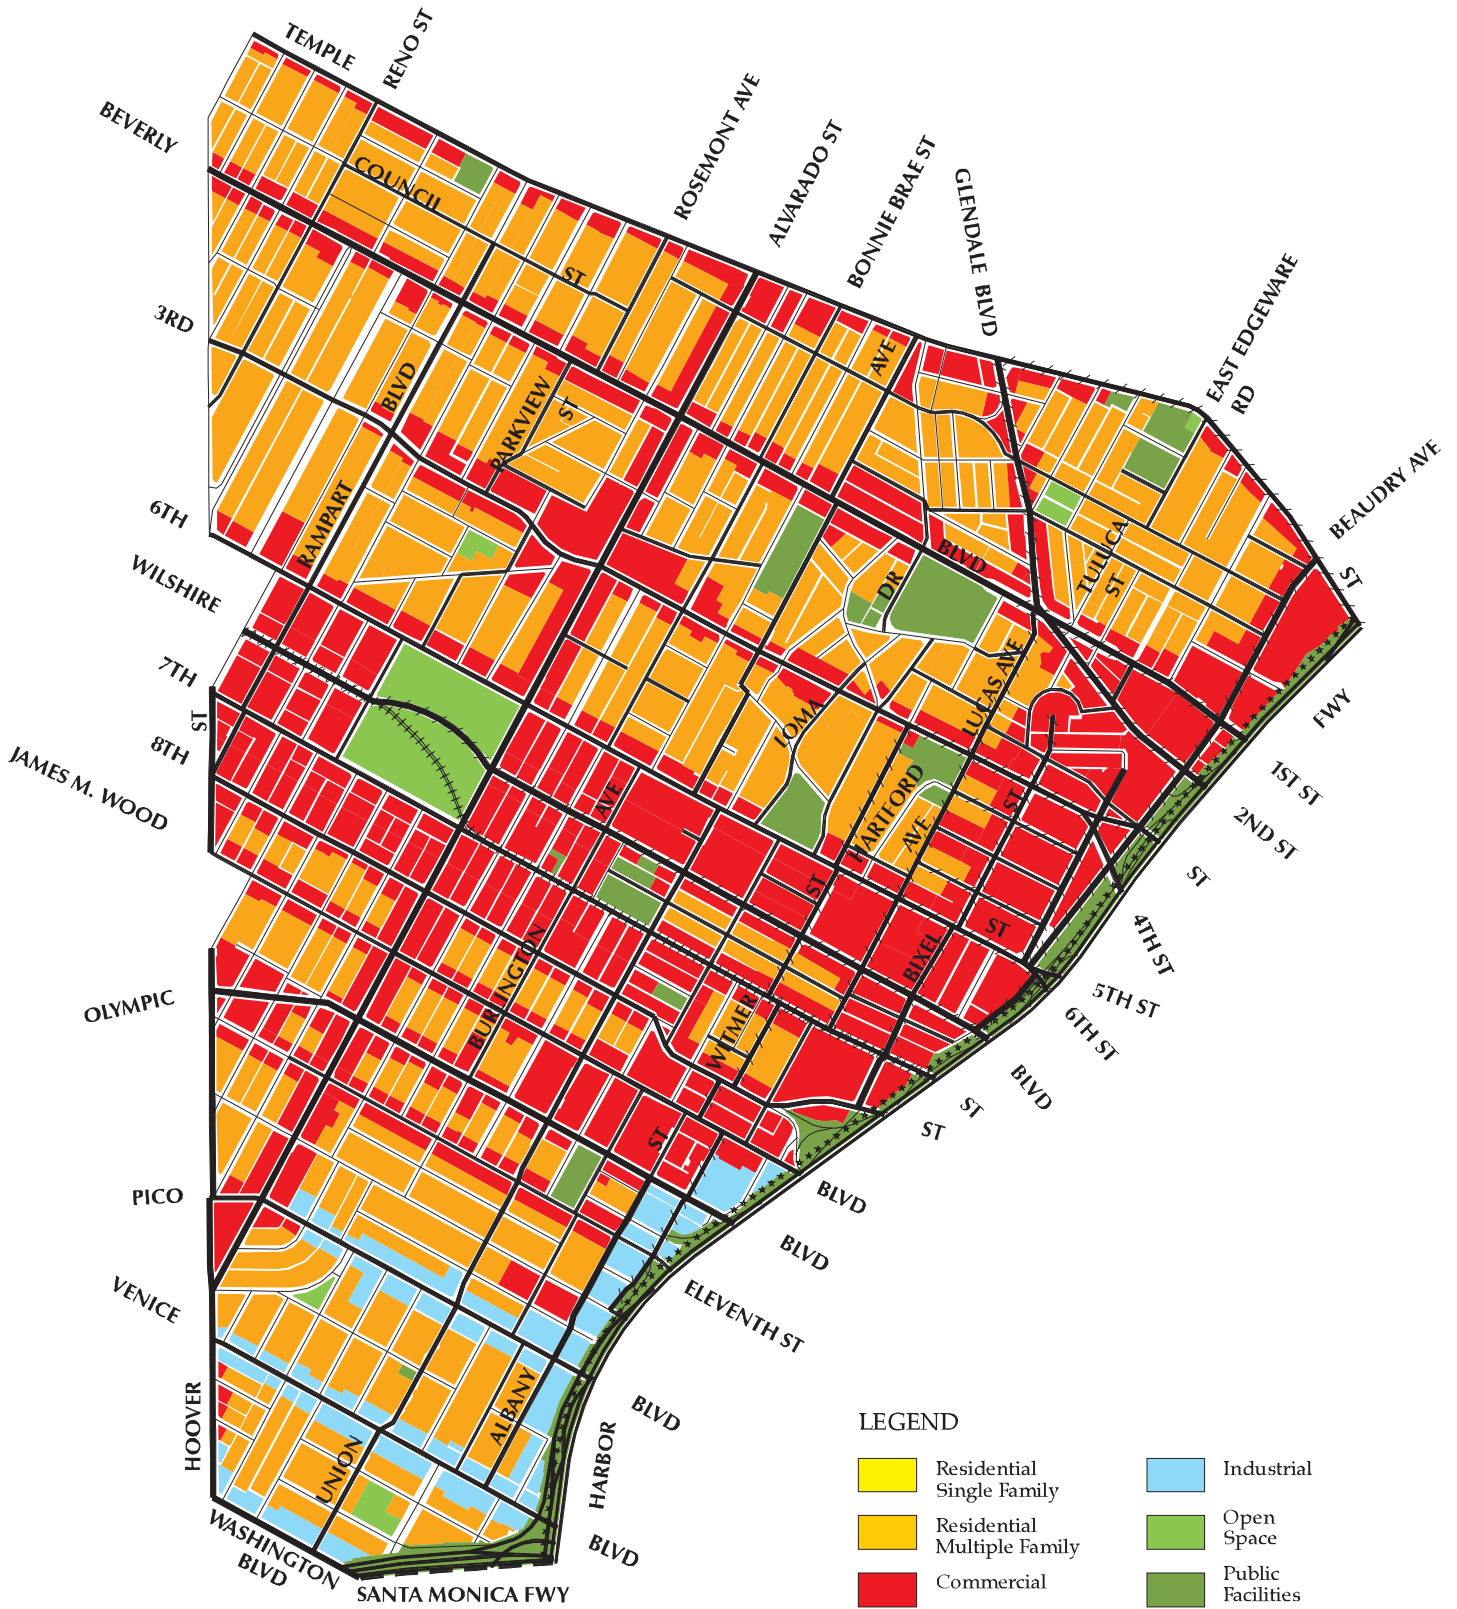 TEMPLE
RENO ST
BEVERLY
ROSEMONT AVE
ALVARADO ST
BONNIE BRAE ST
GLENDALE BLVD
COUNCIL
ST
EAST EDGEWARE
RD
3RD
AVE
BLVD
PARKVIEW
ST
BEAUDRY AVE
ST
6TH
RAMPART
BLVD
TULUCA
ST
DR
WILSHIRE
7TH
ST
LUCAS AVE
LOMA
FWY
8TH
JAMES M. WOOD
AVE
HARTFORD
AVE
ST
1ST ST
2ND ST
ST
ST
ST
BIXEL
4TH ST
5TH ST
6TH ST
OLYMPIC
BURLINGTON
WITMER
BLVD
ST
ST
ST
PICO
BLVD
BLVD
VENICE
ELEVENTH ST
HOOVER
ALBANY
BLVD
UNION
HARBOR
BLVD
WASHINGTON
BLVD
SANTA MONICA FWY
LEGEND
Residential
Single Family
Residential
Multiple Family
Commercial
Industrial
Open
Space
Public
Facilities